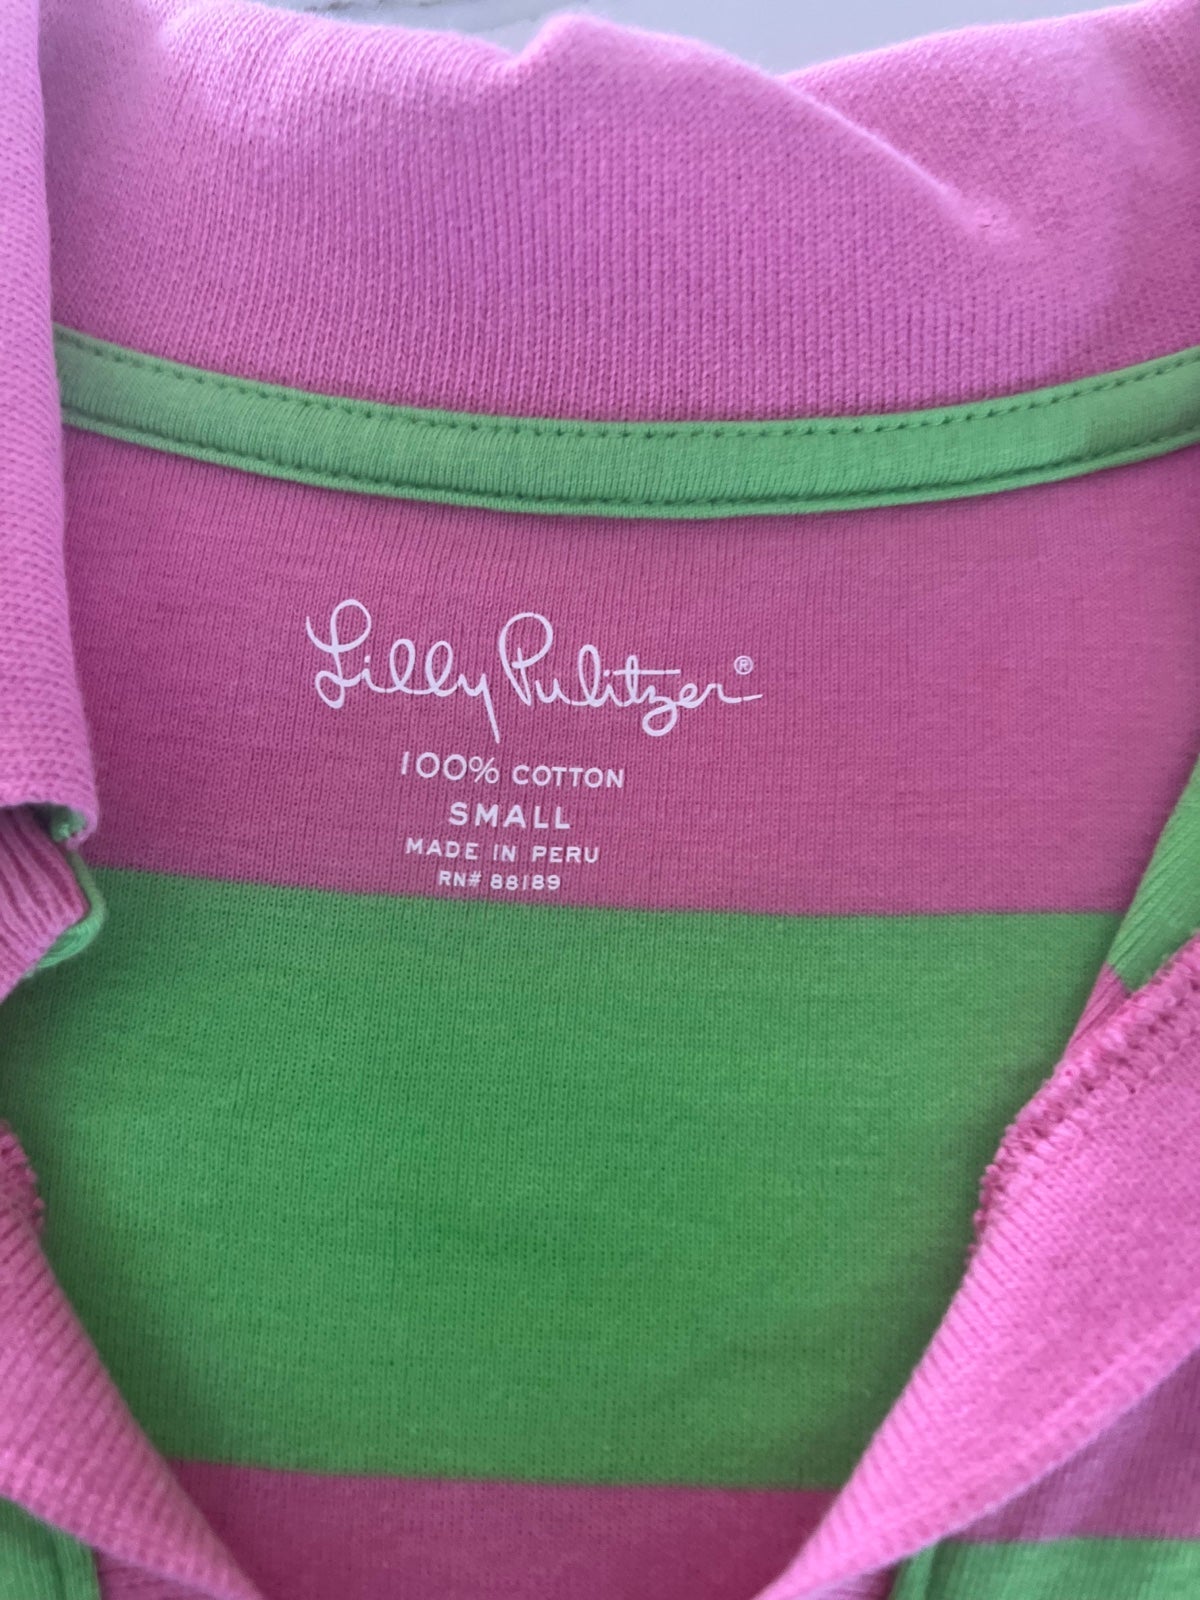 Lilly Pulitzer®
100% COTTON
SMALL
MADE IN PERU
RN# 88189